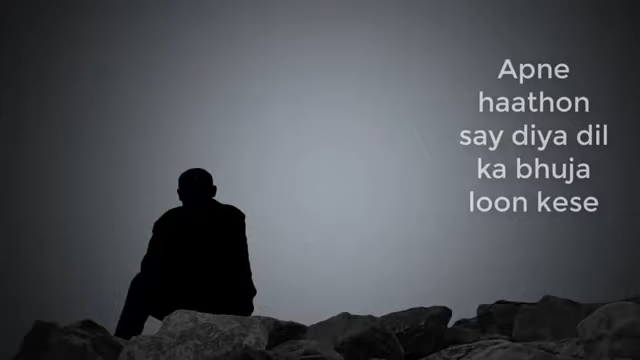 Apne
haathon
say diya dil
ka bhuja
loon kese